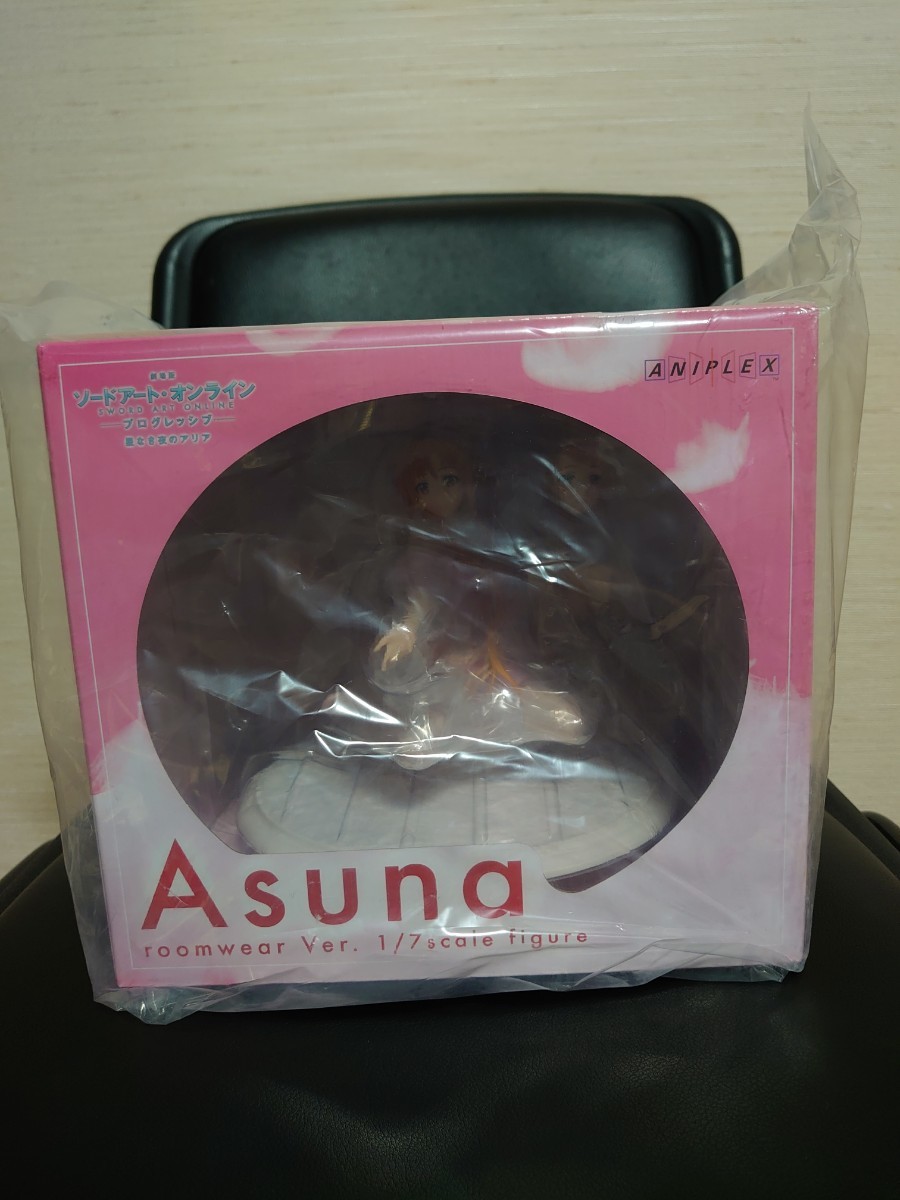 劇場版
ソードアート・オンライン
SWORD ART ONLINE
プログレッシブ
星なき夜のアリア
ANIPLEX
Asuna
roomwear Ver. 1/7scale figure